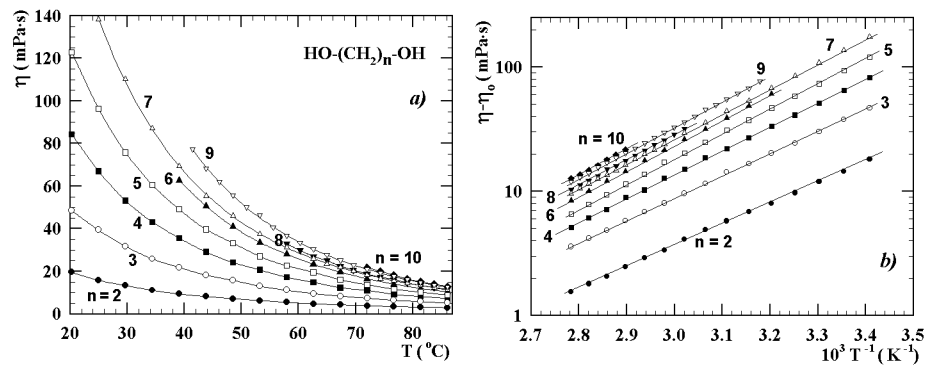 140
120
100
80
60
40
20
0
η (mPa·s)
HO-(CH2)n-OH
a)
7
9
6
5
8
4
3
n = 10
n = 2
20 30 40 50 60 70 80
T (°C)
100
10
1
η-ηo (mPa·s)
7
9
5
3
n = 10
8
6
4
n = 2
b)
2.7 2.8 2.9 3.0 3.1 3.2 3.3 3.4 3.5
10³ T⁻¹ (K⁻¹)